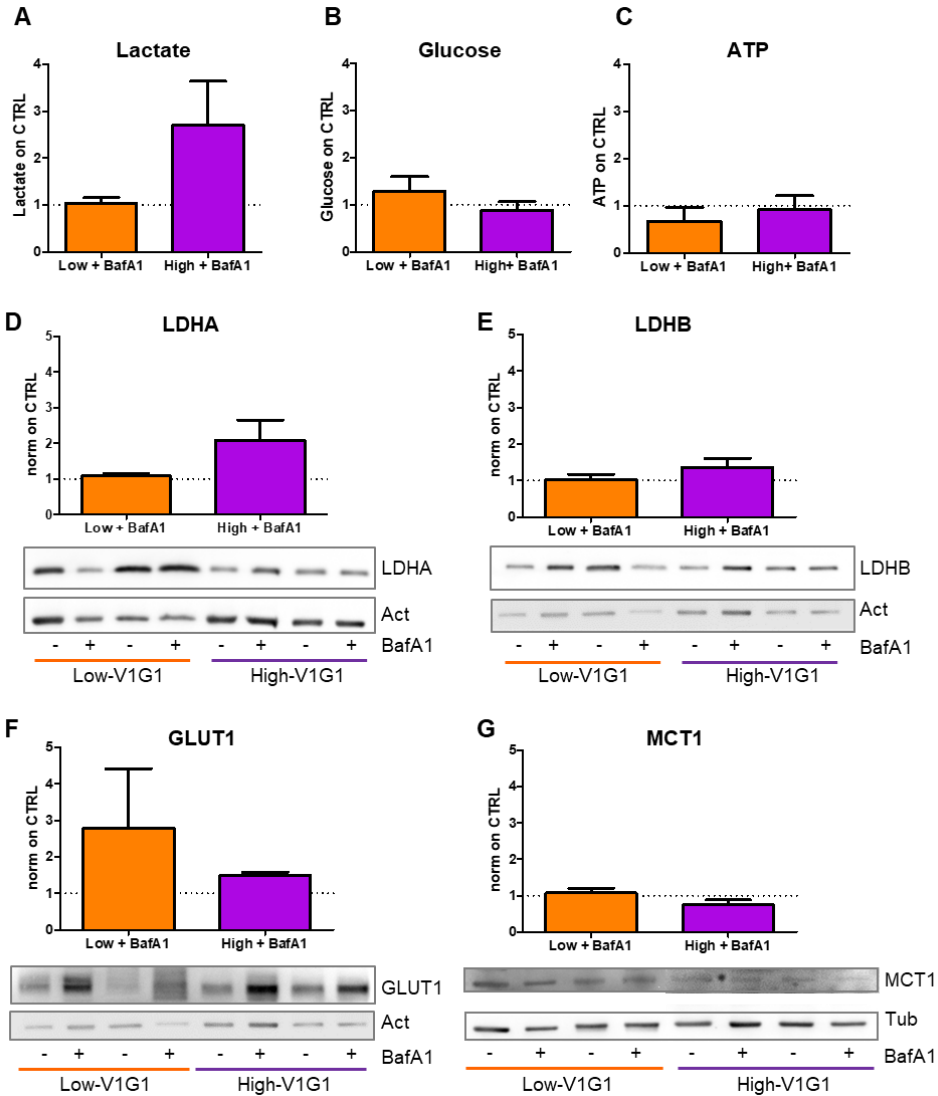 A
B
C
Lactate
Glucose
ATP
Lactate on CTRL
4
3
2
1
0
Low + BafA1
High + BafA1
Glucose on CTRL
4
3
2
1
0
Low + BafA1
High+ BafA1
ATP on CTRL
4
3
2
1
0
Low + BafA1
High+ BafA1
D
LDHA
norm on CTRL
5
4
3
2
1
0
Low + BafA1
High + BafA1
LDHA
Act
- + - + - + - + BafA1
Low-V1G1
High-V1G1
E
LDHB
norm on CTRL
5
4
3
2
1
0
Low + BafA1
High + BafA1
LDHB
Act
- + - + - + - + BafA1
Low-V1G1
High-V1G1
F
GLUT1
norm on CTRL
5
4
3
2
1
0
Low + BafA1
High + BafA1
GLUT1
Act
- + - + - + - + BafA1
Low-V1G1
High-V1G1
G
MCT1
norm on CTRL
5
4
3
2
1
0
Low + BafA1
High + BafA1
MCT1
Tub
- + - + - + - + BafA1
Low-V1G1
High-V1G1